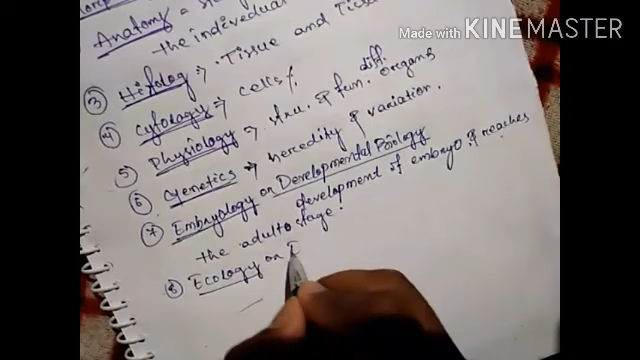 Made with KINEMASTER
Anatomy =
the individual
③ Histology ⇒ Tissue and
④ Cytology ⇒ cells
5) Physiology ⇒ stru. & fun. diff. organs
⑥ Genetics ⇒ heredity & variation.
⑦ Embryology or Developmental Biology
development of embryo & reaches
the adult stage.
⑧ Ecology or